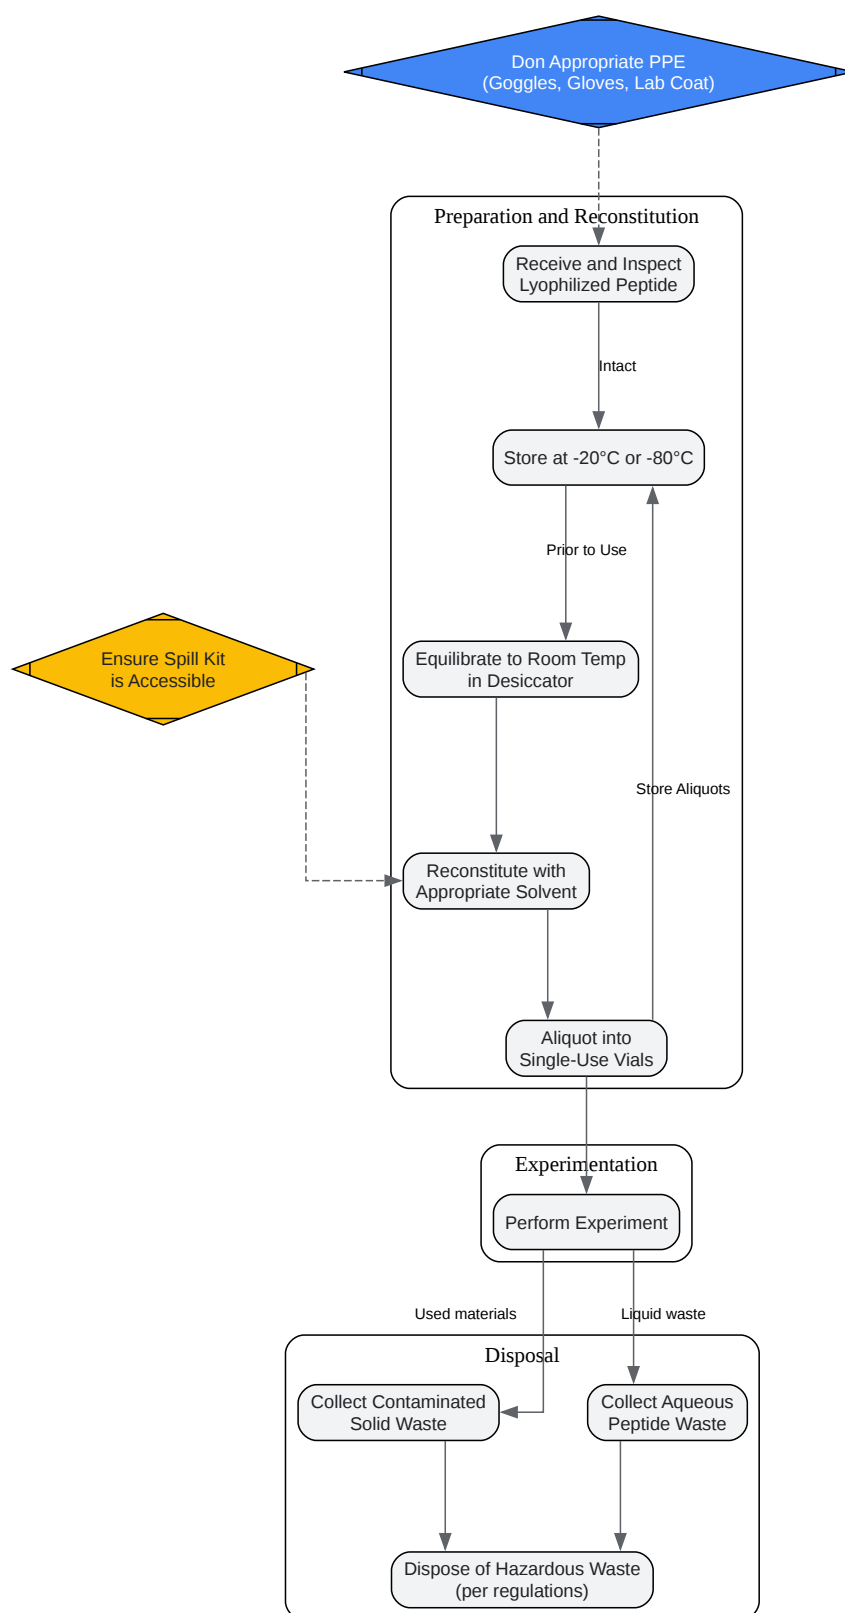 Don Appropriate PPE
(Goggles, Gloves, Lab Coat)
Preparation and Reconstitution
Receive and Inspect
Lyophilized Peptide
Intact
Store at -20°C or -80°C
Prior to Use
Ensure Spill Kit
is Accessible
Equilibrate to Room Temp
in Desiccator
Store Aliquots
Reconstitute with
Appropriate Solvent
Aliquot into
Single-Use Vials
Experimentation
Perform Experiment
Used materials
Liquid waste
Disposal
Collect Contaminated
Solid Waste
Collect Aqueous
Peptide Waste
Dispose of Hazardous Waste
(per regulations)